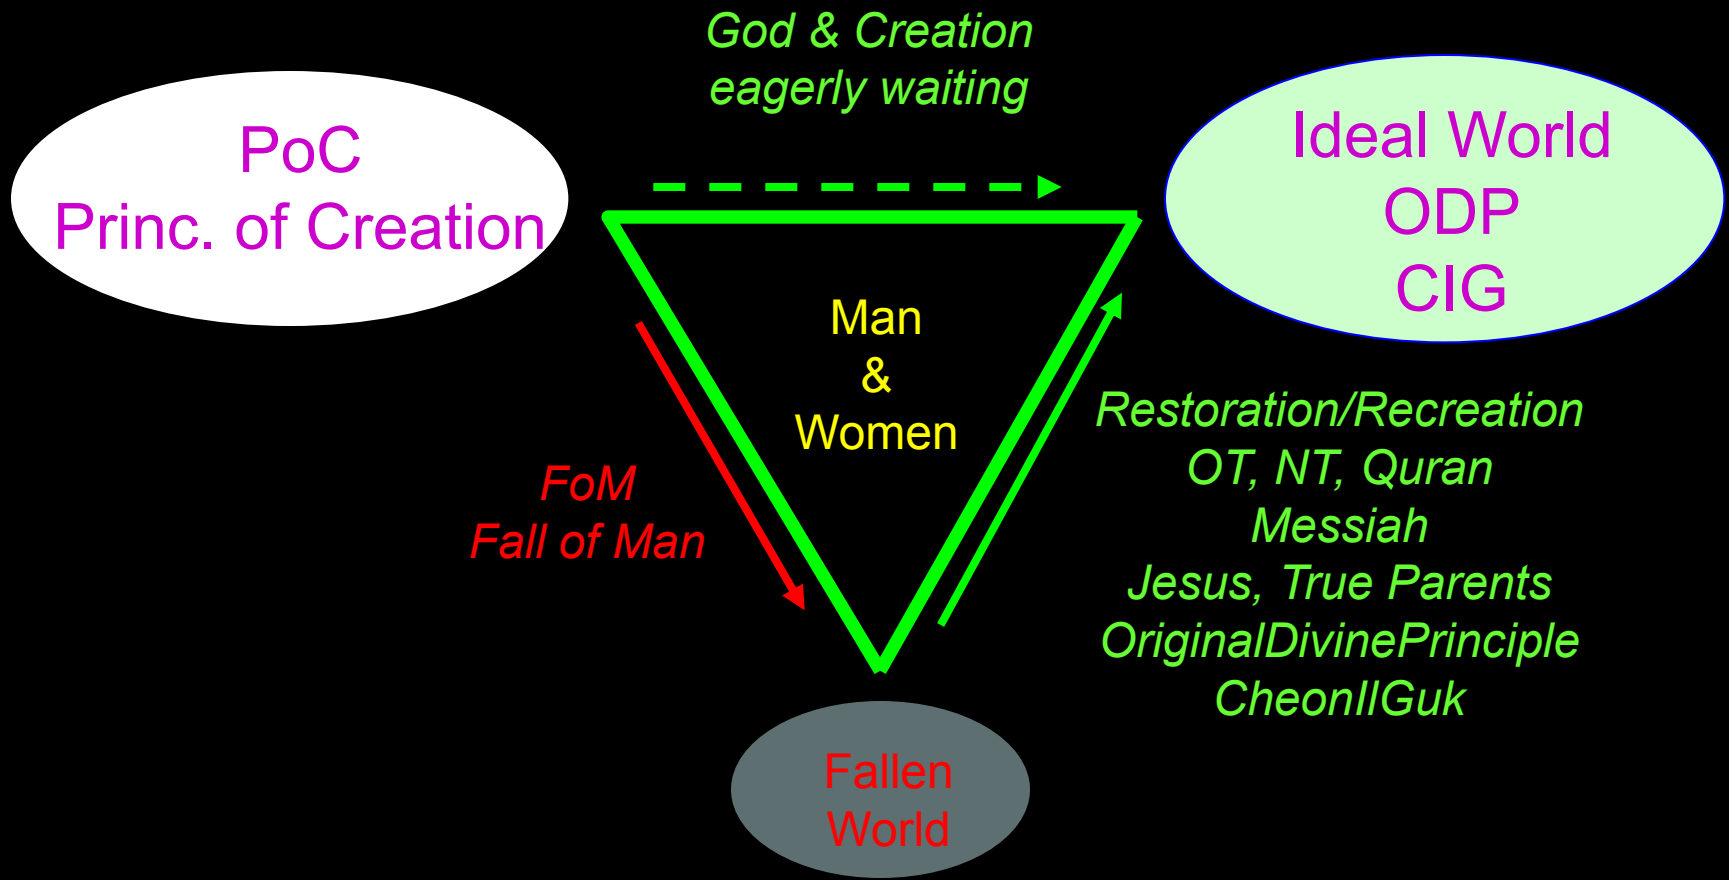 God & Creation
eagerly waiting
PoC
Princ. of Creation
Ideal World
ODP
CIG
Man
&
Women
FoM
Fall of Man
Restoration/Recreation
OT, NT, Quran
Messiah
Jesus, True Parents
OriginalDivinePrinciple
CheonIlGuk
Fallen
World